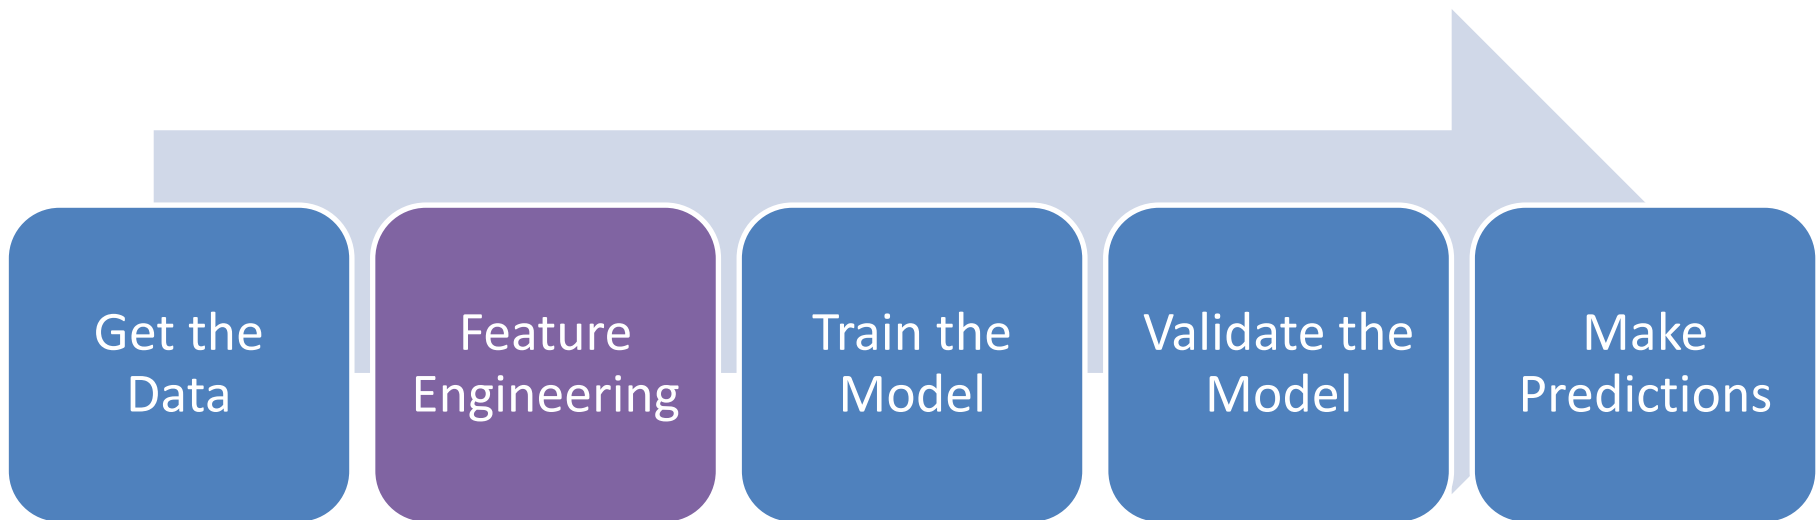 Get the
Data
Feature
Engineering
Train the
Model
Validate the
Model
Make
Predictions